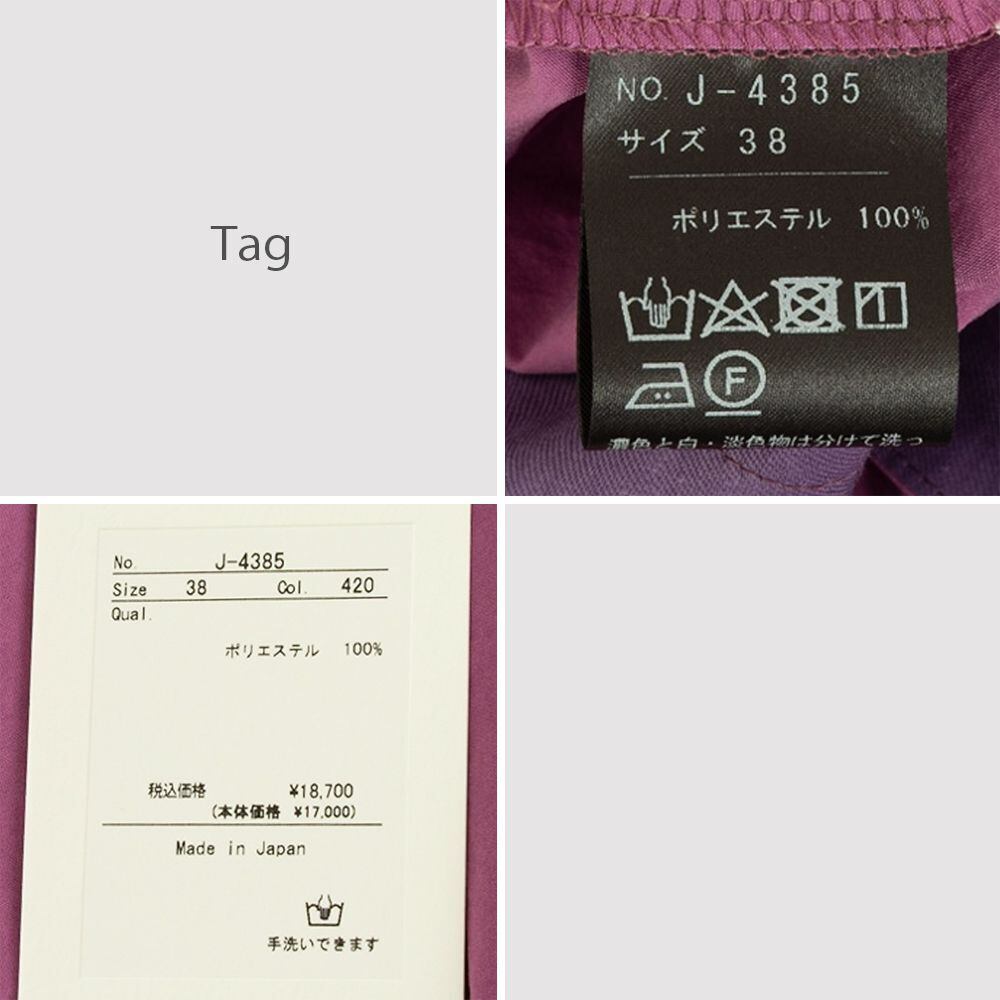 Tag
NO. J-4385
サイズ 38
ポリエステル 100%
F
濃色と白・淡色物は分けて洗っ
No. J-4385
Size 38 Col. 420
Qual.
ポリエステル 100%
税込価格 ¥18,700
(本体価格 ¥17,000)
Made in Japan
手洗いできます